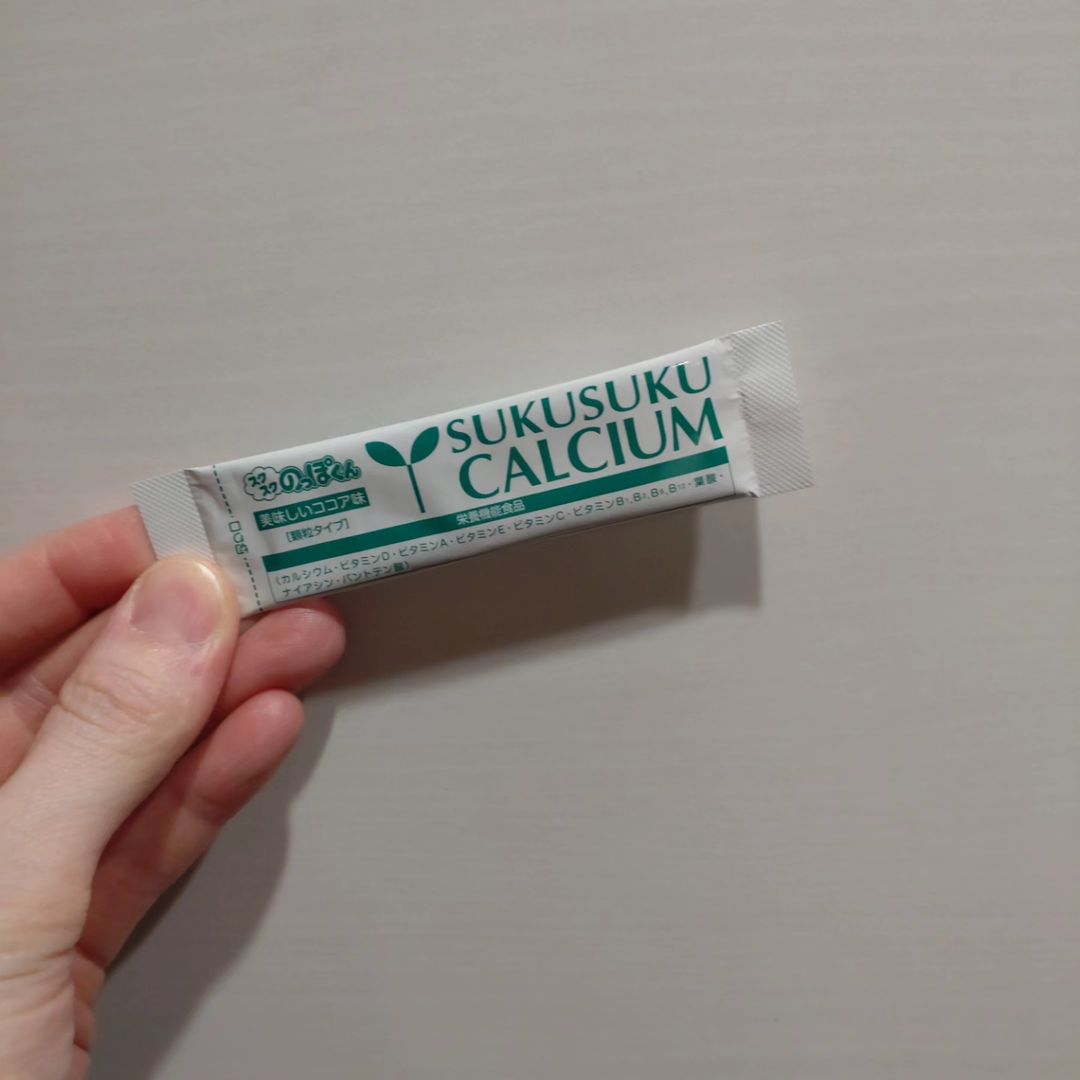 スクスクのっぽくん
美味しいココア味
［顆粒タイプ］
SUKUSUKU
CALCIUM
栄養機能食品
（カルシウム・ビタミンD・ビタミンA・ビタミンE・ビタミンC・ビタミンB₁,B₂,B₆,B₁₂・葉酸・
ナイアシン・パントテン酸）